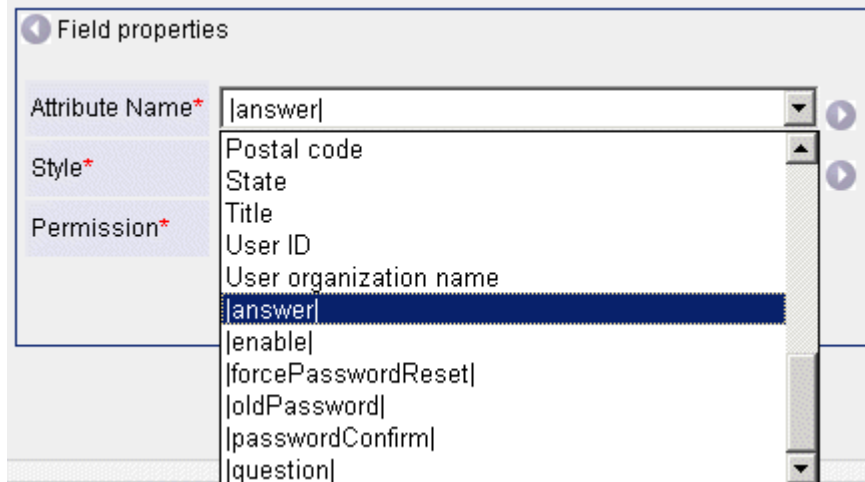 Field properties
Attribute Name* |answer|
Postal code
Style*
State
Title
Permission*
User ID
User organization name
|answer|
|enable|
|forcePasswordReset|
|oldPassword|
|passwordConfirm|
|question|